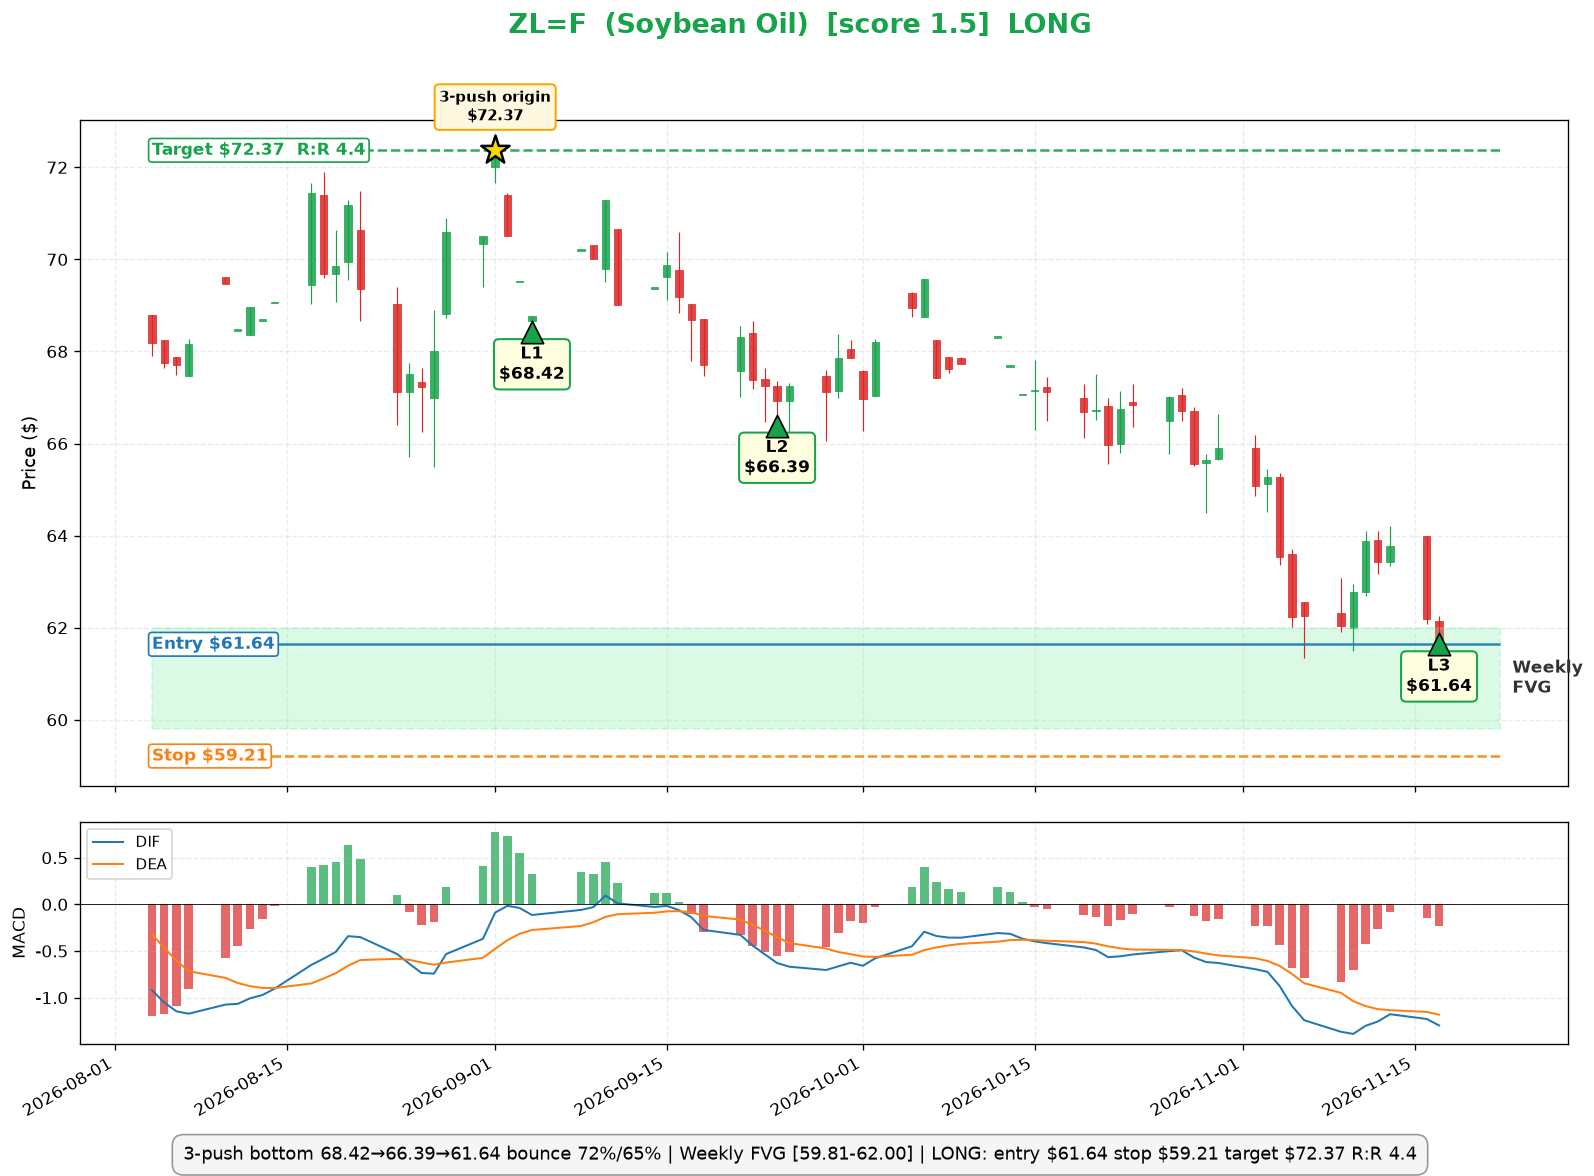 ZL=F  (Soybean Oil)  [score 1.5]  LONG
3-push origin
$72.37
Target $72.37  R:R 4.4
L1
$68.42
L2
$66.39
Entry $61.64
L3
$61.64
Weekly
FVG
Stop $59.21
Price ($)
72
70
68
66
64
62
60
DIF
DEA
MACD
0.5
0.0
-0.5
-1.0
2026-08-01
2026-08-15
2026-09-01
2026-09-15
2026-10-01
2026-10-15
2026-11-01
2026-11-15
3-push bottom 68.42→66.39→61.64 bounce 72%/65% | Weekly FVG [59.81-62.00] | LONG: entry $61.64 stop $59.21 target $72.37 R:R 4.4